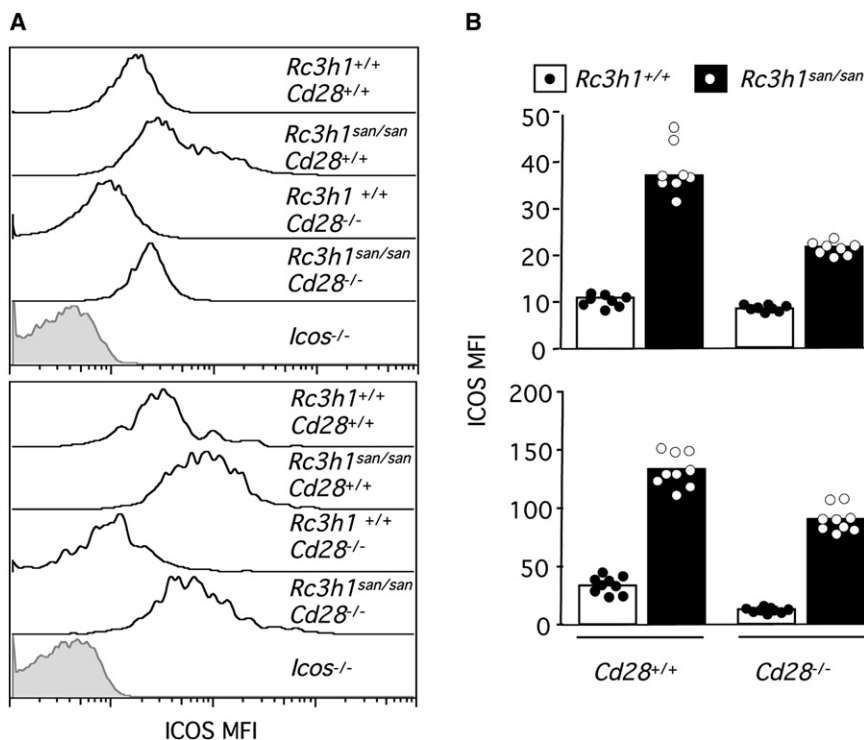 A
Rc3h1+/+
Cd28+/+
Rc3h1san/san
Cd28+/+
Rc3h1 +/+
Cd28-/-
Rc3h1san/san
Cd28-/-
Icos-/-
Rc3h1+/+
Cd28+/+
Rc3h1san/san
Cd28+/+
Rc3h1 +/+
Cd28-/-
Rc3h1san/san
Cd28-/-
Icos-/-
ICOS MFI
B
Rc3h1+/+ Rc3h1san/san
50
40
30
20
10
0
ICOS MFI
200
150
100
50
0
Cd28+/+ Cd28-/-